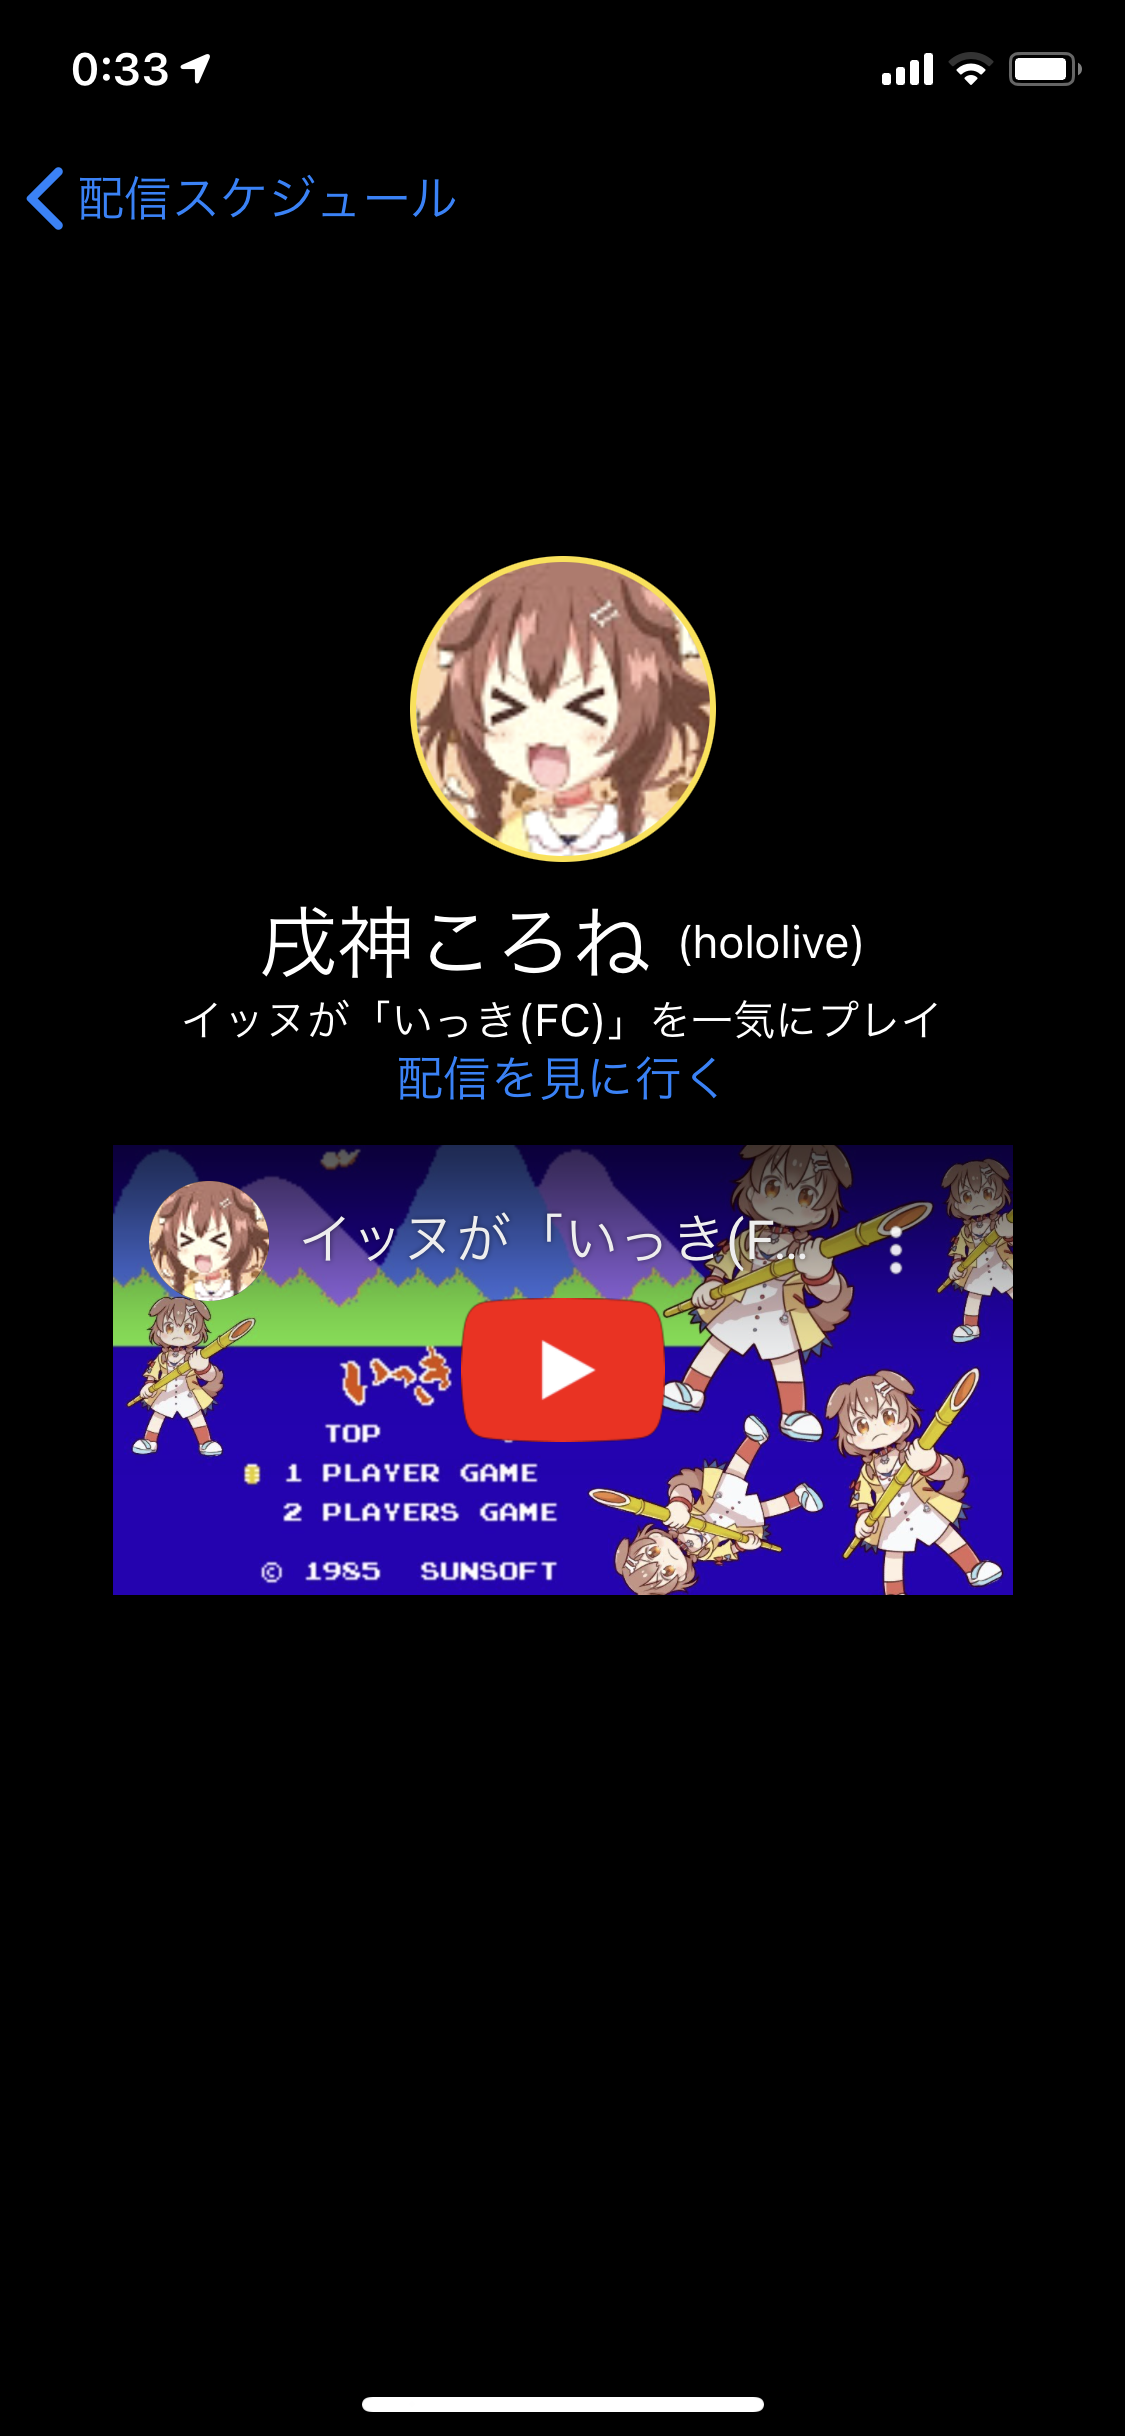 0:33
配信スケジュール
戌神ころね (hololive)
イッヌが「いっき(FC)」を一気にプレイ
配信を見に行く
イッヌが「いっき(F...
いっき
TOP
1 PLAYER GAME
2 PLAYERS GAME
© 1985 SUNSOFT